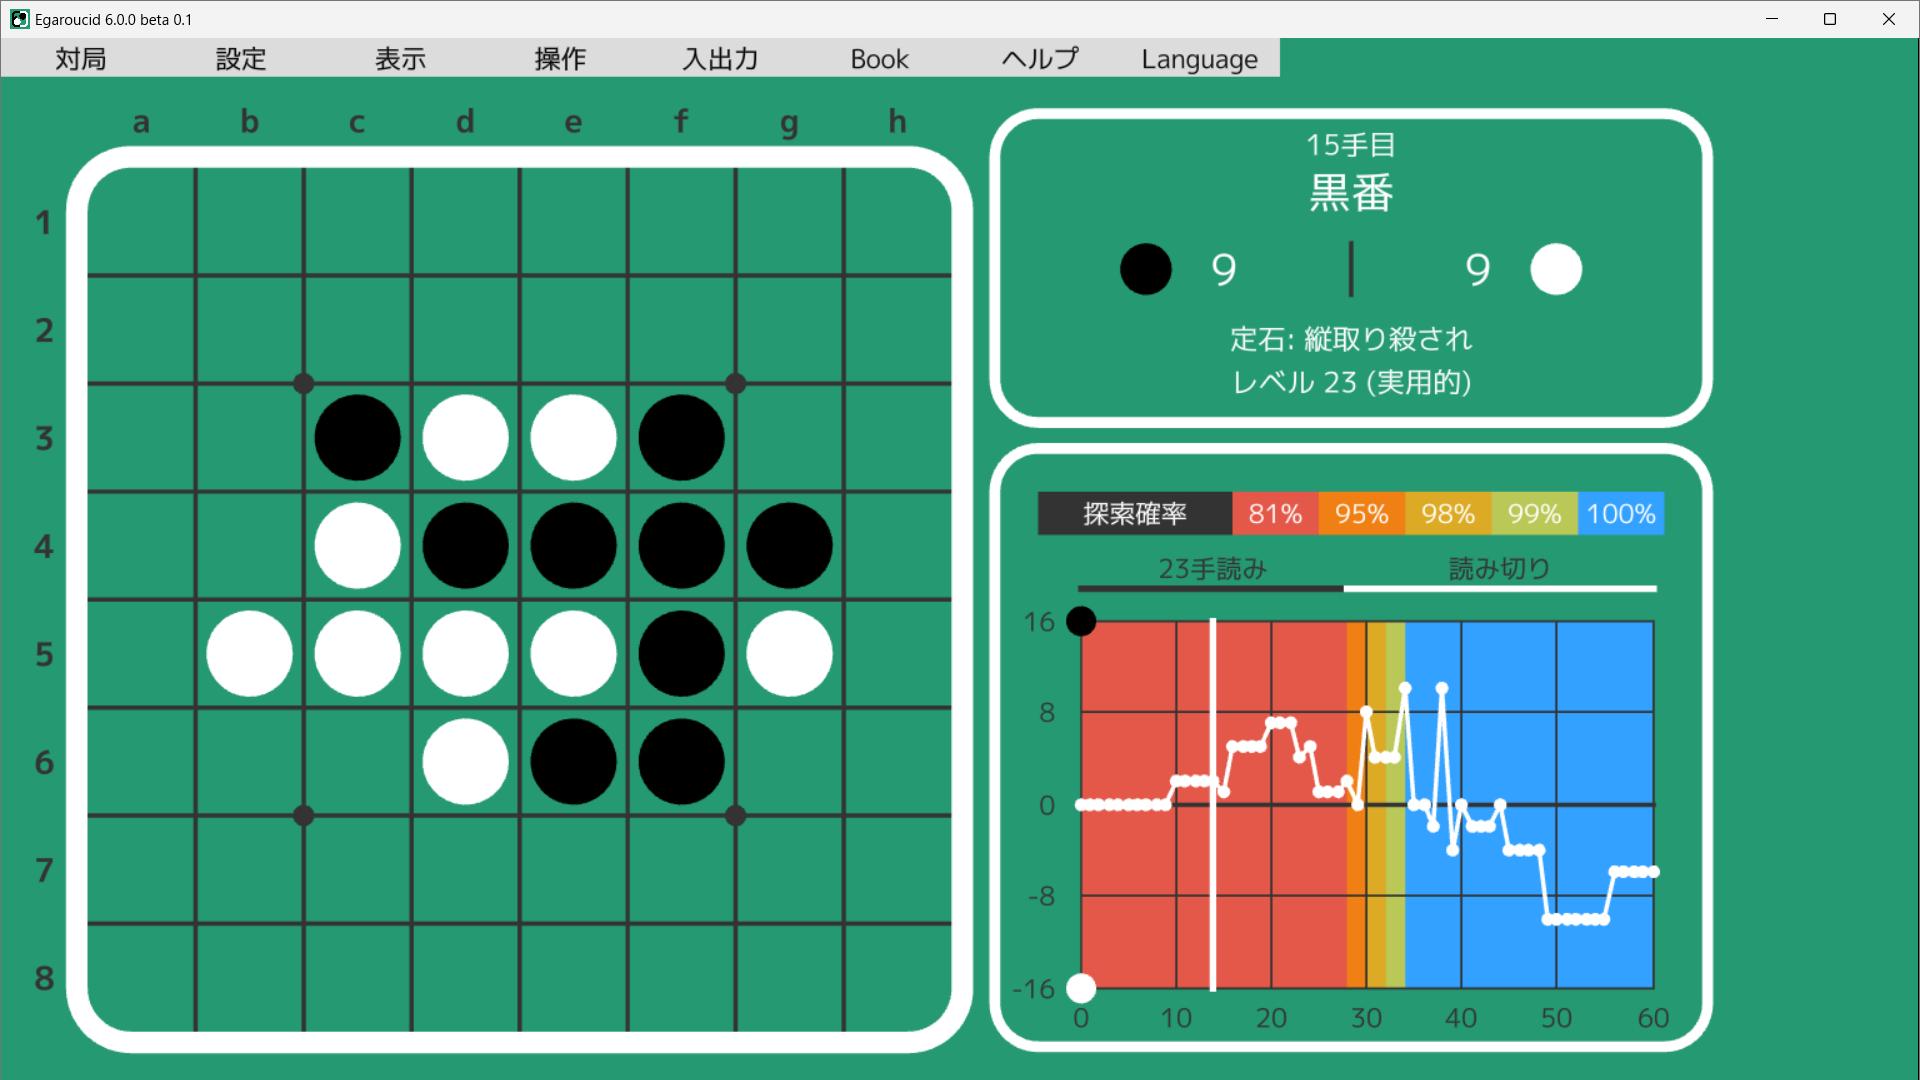 Egaroucid 6.0.0 beta 0.1
対局 設定 表示 操作 入出力 Book ヘルプ Language
a b c d e f g h
1
2
3
4
5
6
7
8
15手目
黒番
9 9
定石: 縦取り殺され
レベル 23 (実用的)
探索確率 81% 95% 98% 99% 100%
23手読み 読み切り
16
8
0
-8
-16
0 10 20 30 40 50 60